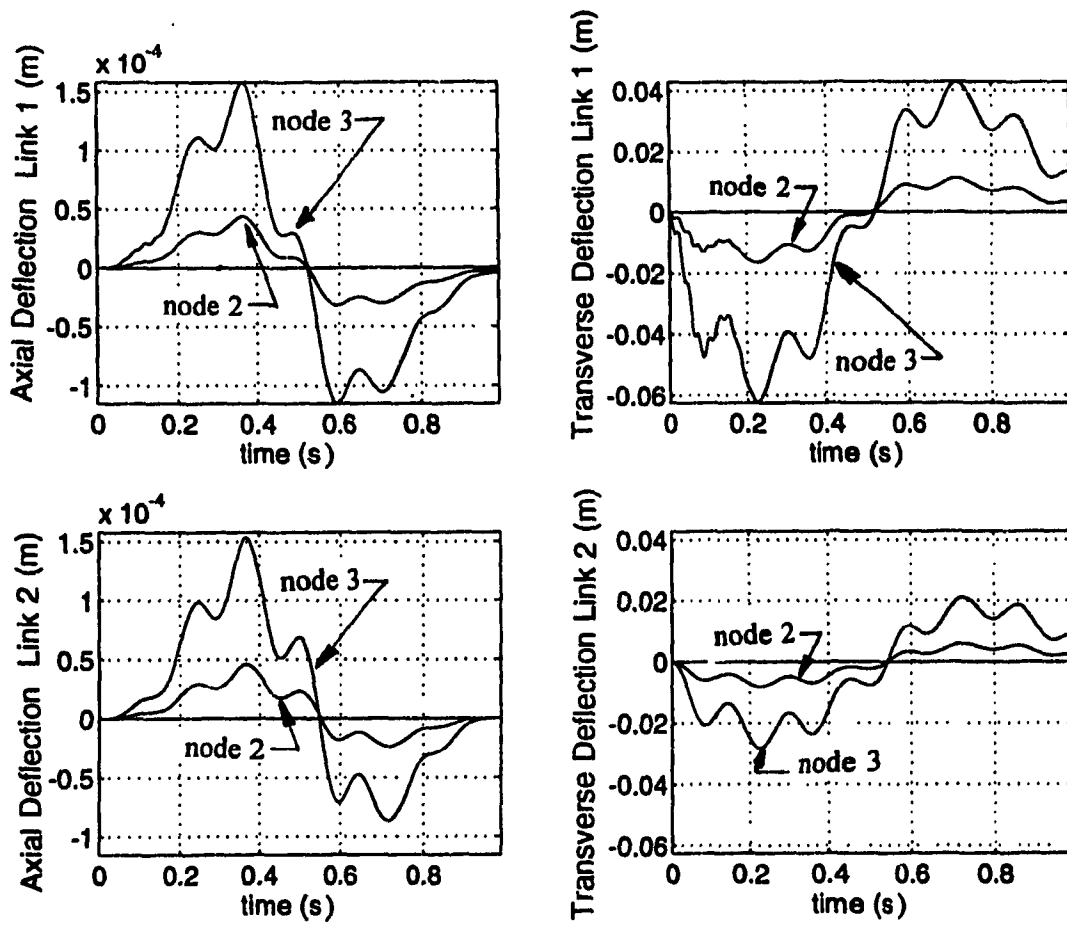 Axial Deflection Link 1 (m)
x 10-4
1.5
1
0.5
0
-0.5
-1
node 3
node 2
0 0.2 0.4 0.6 0.8
time (s)
Transverse Deflection Link 1 (m)
0.04
0.02
0
-0.02
-0.04
-0.06
node 2
node 3
0 0.2 0.4 0.6 0.8
time (s)
Axial Deflection Link 2 (m)
x 10-4
1.5
1
0.5
0
-0.5
-1
node 3
node 2
0 0.2 0.4 0.6 0.8
time (s)
Transverse Deflection Link 2 (m)
0.04
0.02
0
-0.02
-0.04
-0.06
node 2
node 3
0 0.2 0.4 0.6 0.8
time (s)